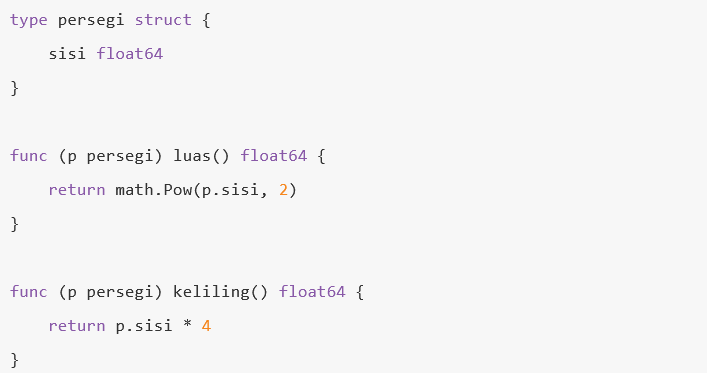 type persegi struct {
    sisi float64
}
func (p persegi) luas() float64 {
    return math.Pow(p.sisi, 2)
}
func (p persegi) keliling() float64 {
    return p.sisi * 4
}